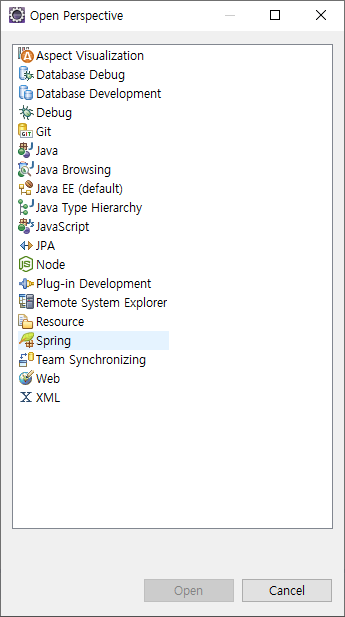 Open Perspective
Aspect Visualization
Database Debug
Database Development
Debug
Git
Java
Java Browsing
Java EE (default)
Java Type Hierarchy
JavaScript
JPA
Node
Plug-in Development
Remote System Explorer
Resource
Spring
Team Synchronizing
Web
XML
Open
Cancel